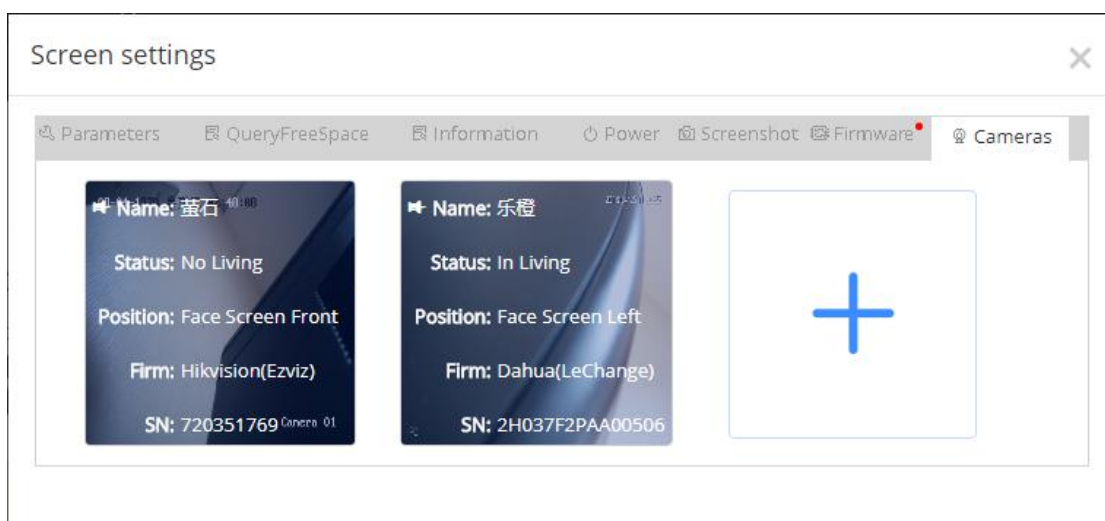 Screen settings
Parameters QueryFreeSpace Information Power Screenshot Firmware Cameras
Name: 萤石
Status: No Living
Position: Face Screen Front
Firm: Hikvision(Ezviz)
SN: 720351769
Camera 01
Name: 乐橙
Status: In Living
Position: Face Screen Left
Firm: Dahua(LeChange)
SN: 2H037F2PAA00506